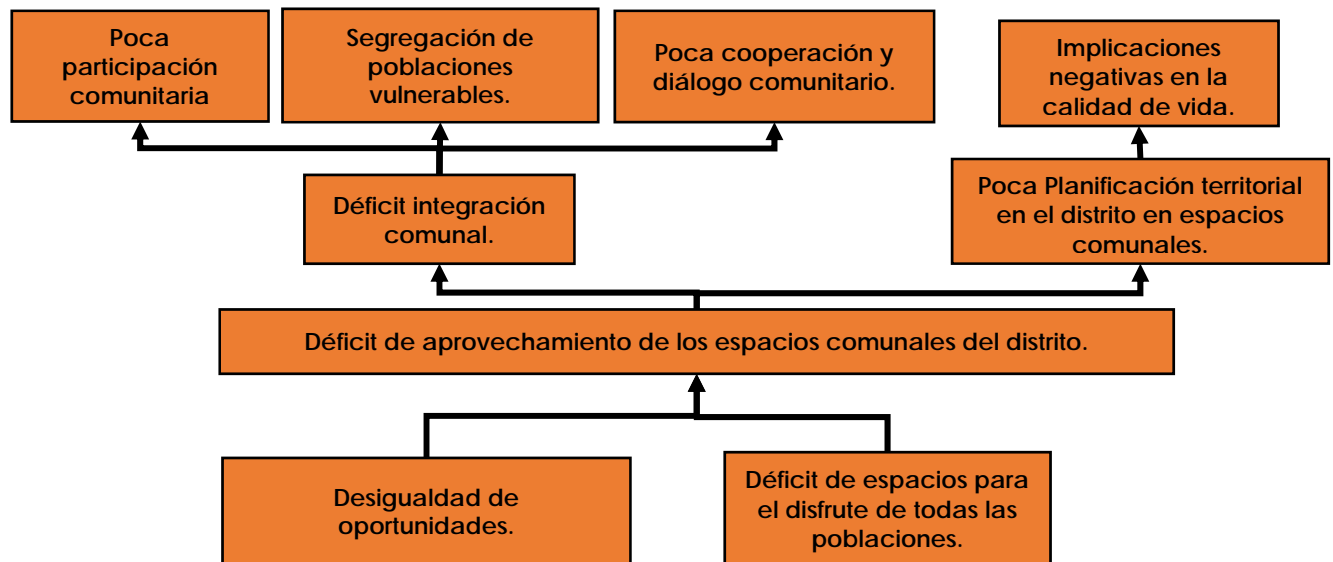 Poca
participación
comunitaria
Segregación de
poblaciones
vulnerables.
Poca cooperación y
diálogo comunitario.
Implicaciones
negativas en la
calidad de vida.
Déficit integración
comunal.
Poca Planificación territorial
en el distrito en espacios
comunales.
Déficit de aprovechamiento de los espacios comunales del distrito.
Desigualdad de
oportunidades.
Déficit de espacios para
el disfrute de todas las
poblaciones.